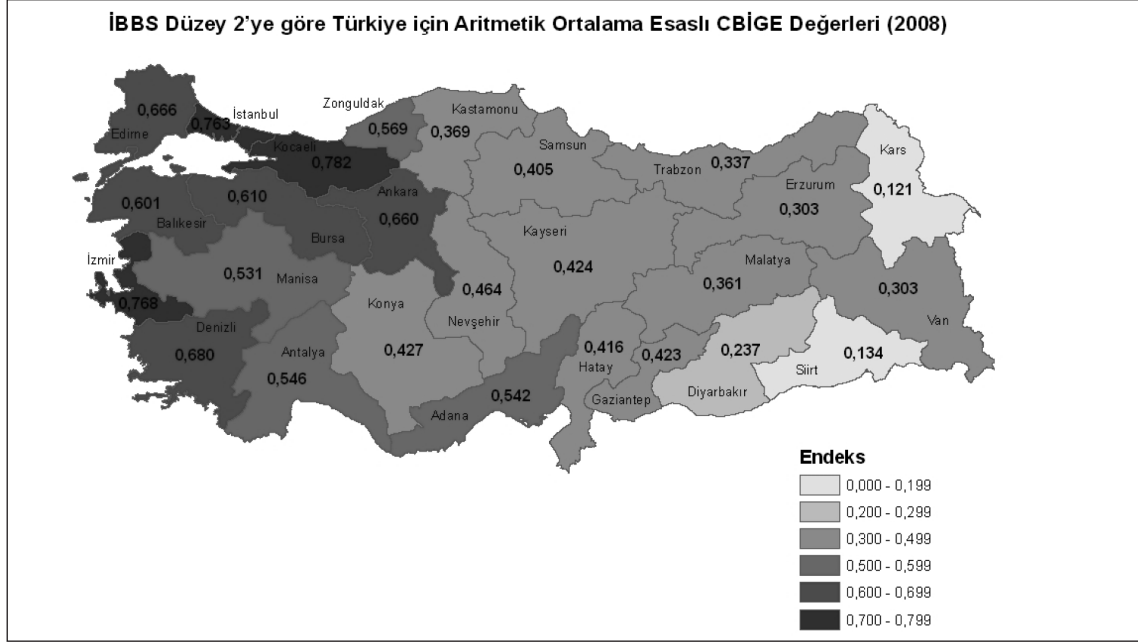 İBBS Düzey 2'ye göre Türkiye için Aritmetik Ortalama Esaslı CBİGE Değerleri (2008)
0,666
Edirne
0,763
İstanbul
Kocaeli
0,782
Zonguldak
0,569
Kastamonu
0,369
Samsun
0,405
Trabzon
0,337
Erzurum
0,303
Kars
0,121
0,601
Balıkesir
0,610
Bursa
Ankara
0,660
Kayseri
0,424
Malatya
0,361
0,303
Van
İzmir
0,768
0,531
Manisa
Konya
0,427
0,464
Nevşehir
Denizli
0,680
Antalya
0,546
Adana
0,542
0,416
Hatay
0,423
Gaziantep
0,237
Diyarbakır
0,134
Siirt
Endeks
0,000 - 0,199
0,200 - 0,299
0,300 - 0,499
0,500 - 0,599
0,600 - 0,699
0,700 - 0,799